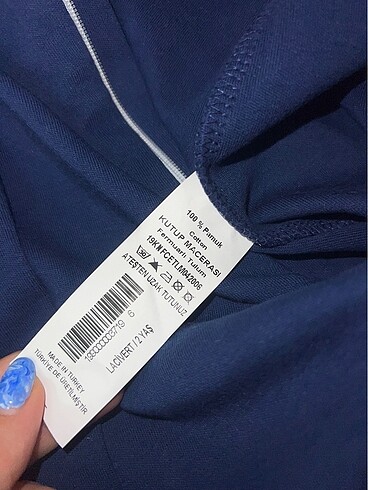 100 % Pamuk
Cotton
KUTUP MACERASI
Fermuarlı Tulum
19KMFCETLM042006
ATEŞTEN UZAK TUTUNUZ
6
LACİVERT / 2 YAŞ
MADE IN TURKEY
TÜRKİYE DE ÜRETİLMİŞTİR